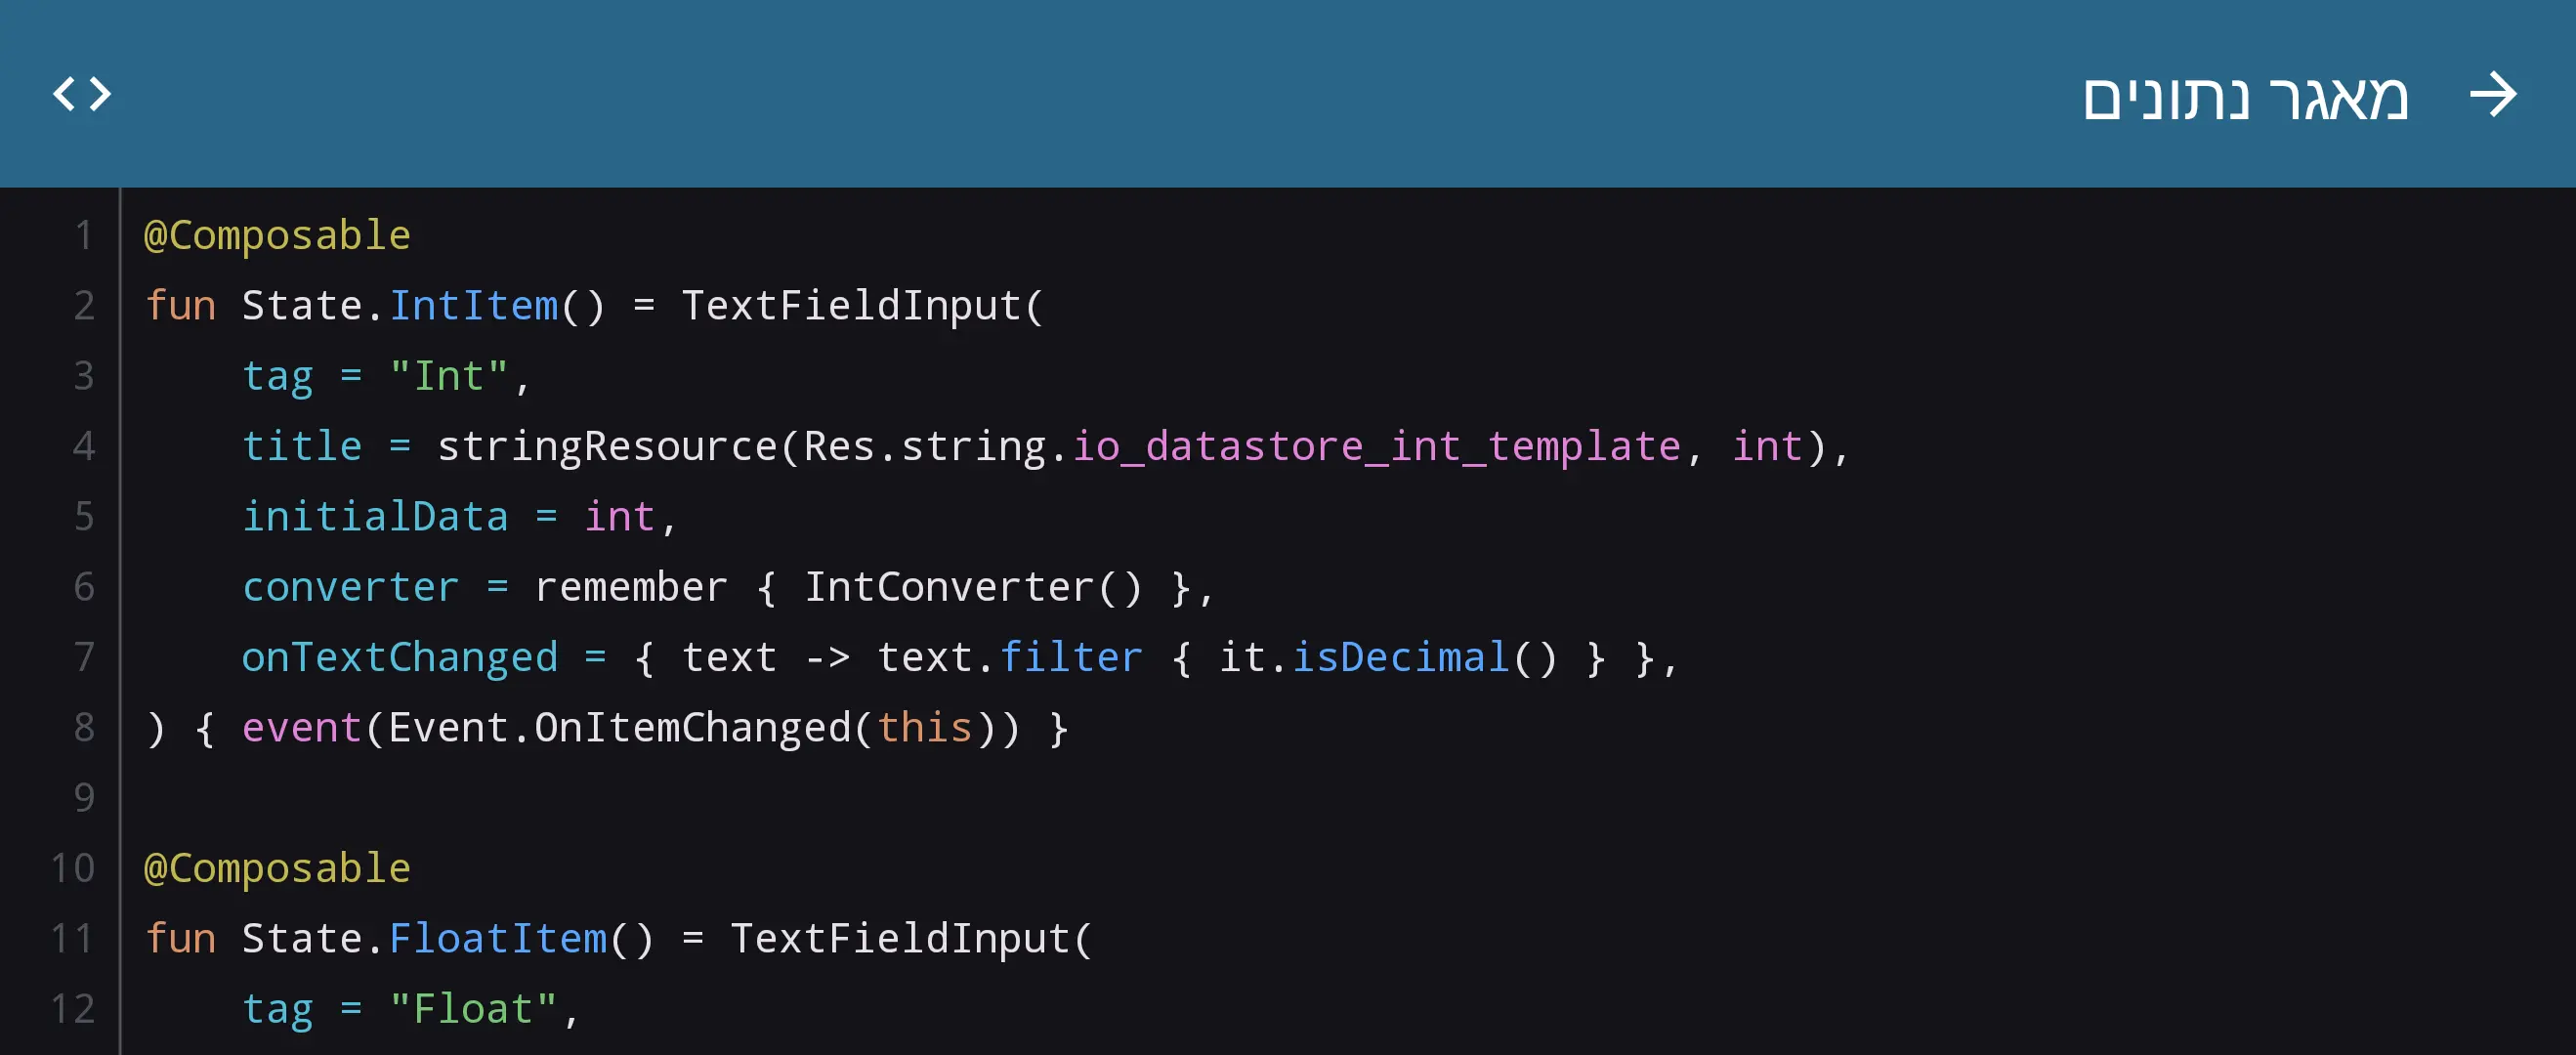 מאגר נתונים
1 @Composable
2 fun State.IntItem() = TextFieldInput(
3     tag = "Int",
4     title = stringResource(Res.string.io_datastore_int_template, int),
5     initialData = int,
6     converter = remember { IntConverter() },
7     onTextChanged = { text -> text.filter { it.isDecimal() } },
8 ) { event(Event.OnItemChanged(this)) }
9
10 @Composable
11 fun State.FloatItem() = TextFieldInput(
12     tag = "Float",